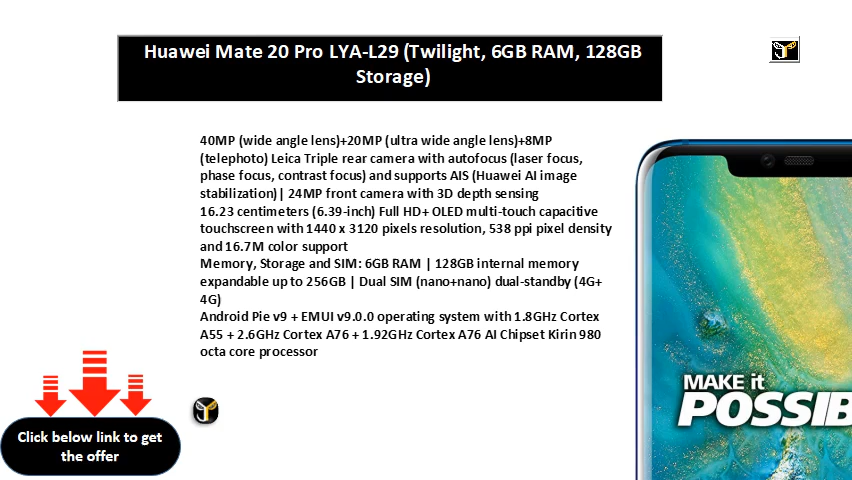 Huawei Mate 20 Pro LYA-L29 (Twilight, 6GB RAM, 128GB
Storage)
40MP (wide angle lens)+20MP (ultra wide angle lens)+8MP
(telephoto) Leica Triple rear camera with autofocus (laser focus,
phase focus, contrast focus) and supports AIS (Huawei AI image
stabilization)| 24MP front camera with 3D depth sensing
16.23 centimeters (6.39-inch) Full HD+ OLED multi-touch capacitive
touchscreen with 1440 x 3120 pixels resolution, 538 ppi pixel density
and 16.7M color support
Memory, Storage and SIM: 6GB RAM | 128GB internal memory
expandable up to 256GB | Dual SIM (nano+nano) dual-standby (4G+
4G)
Android Pie v9 + EMUI v9.0.0 operating system with 1.8GHz Cortex
A55 + 2.6GHz Cortex A76 + 1.92GHz Cortex A76 AI Chipset Kirin 980
octa core processor
MAKE it
POSSIB
Click below link to get
the offer